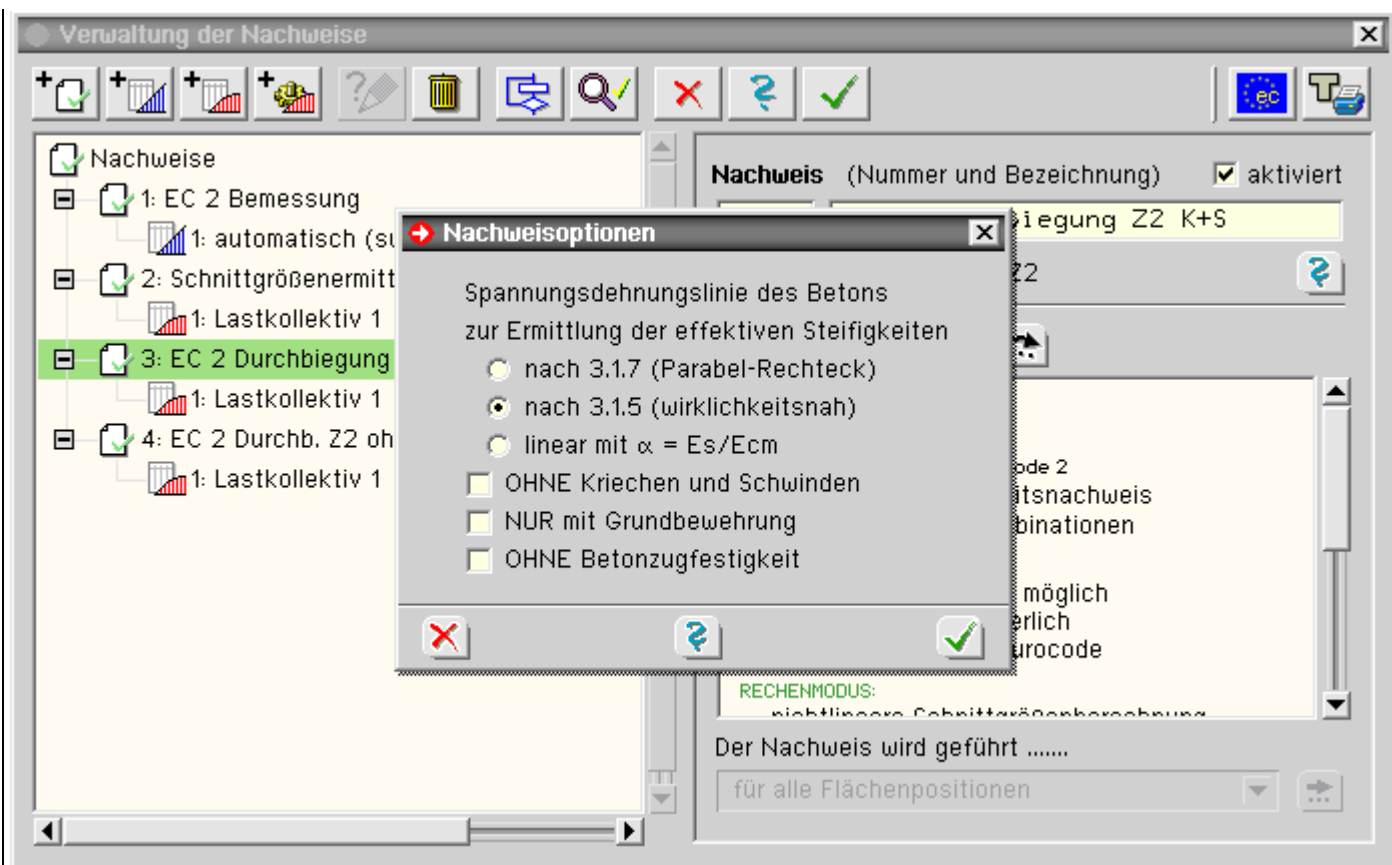 Verwaltung der Nachweise
ec
Nachweise
1: EC 2 Bemessung
1: automatisch
2: Schnittgrößenermitt
1: Lastkollektiv 1
3: EC 2 Durchbiegung
1: Lastkollektiv 1
4: EC 2 Durchb. Z2 oh
1: Lastkollektiv 1
Nachweis (Nummer und Bezeichnung) aktiviert
iegung Z2 K+S
Z2
Nachweisoptionen
Spannungsdehnungslinie des Betons
zur Ermittlung der effektiven Steifigkeiten
nach 3.1.7 (Parabel-Rechteck)
nach 3.1.5 (wirklichkeitsnah)
linear mit α = Es/Ecm
OHNE Kriechen und Schwinden
NUR mit Grundbewehrung
OHNE Betonzugfestigkeit
ode 2
itsnachweis
binationen
möglich
erlich
urocode
RECHENMODUS:
nichtlineare Schnittgrößenberechnung
Der Nachweis wird geführt .......
für alle Flächenpositionen